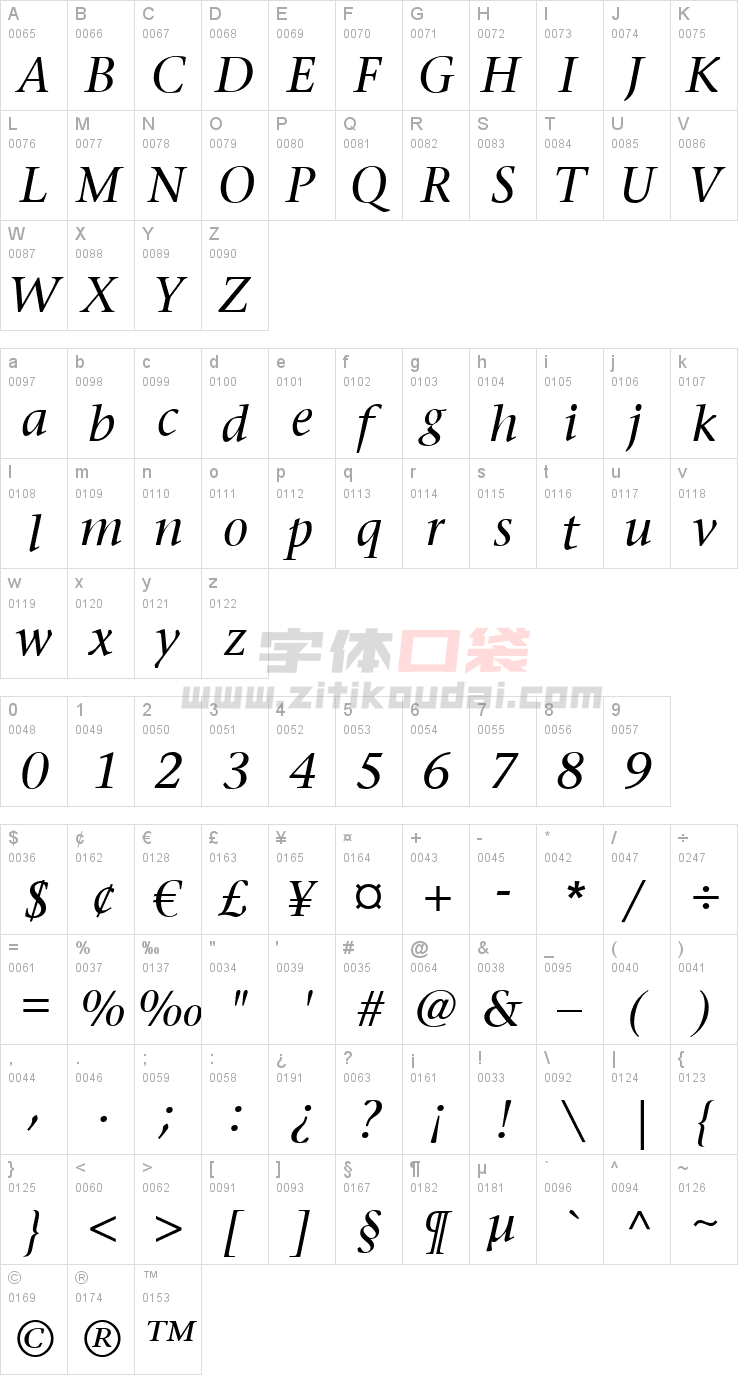 A B C D E F G H I J K
0065 0066 0067 0068 0069 0070 0071 0072 0073 0074 0075
A B C D E F G H I J K
L M N O P Q R S T U V
0076 0077 0078 0079 0080 0081 0082 0083 0084 0085 0086
L M N O P Q R S T U V
W X Y Z
0087 0088 0089 0090
W X Y Z
a b c d e f g h i j k
0097 0098 0099 0100 0101 0102 0103 0104 0105 0106 0107
a b c d e f g h i j k
l m n o p q r s t u v
0108 0109 0110 0111 0112 0113 0114 0115 0116 0117 0118
l m n o p q r s t u v
w x y z
0119 0120 0121 0122
w x y z
字体口袋
www.zitikoudai.com
0 1 2 3 4 5 6 7 8 9
0048 0049 0050 0051 0052 0053 0054 0055 0056 0057
0 1 2 3 4 5 6 7 8 9
$ ¢ € £ ¥ ¤ + - * / ÷
0036 0162 0128 0163 0165 0164 0043 0045 0042 0047 0247
$ ¢ € £ ¥ ¤ + - * / ÷
= % ‰ " ' # @ & _ ( )
0061 0037 0137 0034 0039 0035 0064 0038 0095 0040 0041
= % ‰ " ' # @ & _ ( )
, . ; : ¿ ? ¡ ! \ | {
0044 0046 0059 0058 0191 0063 0161 0033 0092 0124 0123
, . ; : ¿ ? ¡ ! \ | {
} < > [ ] § ¶ µ ` ^ ~
0125 0060 0062 0091 0093 0167 0182 0181 0096 0094 0126
} < > [ ] § ¶ µ ` ^ ~
© ® ™
0169 0174 0153
© ® ™